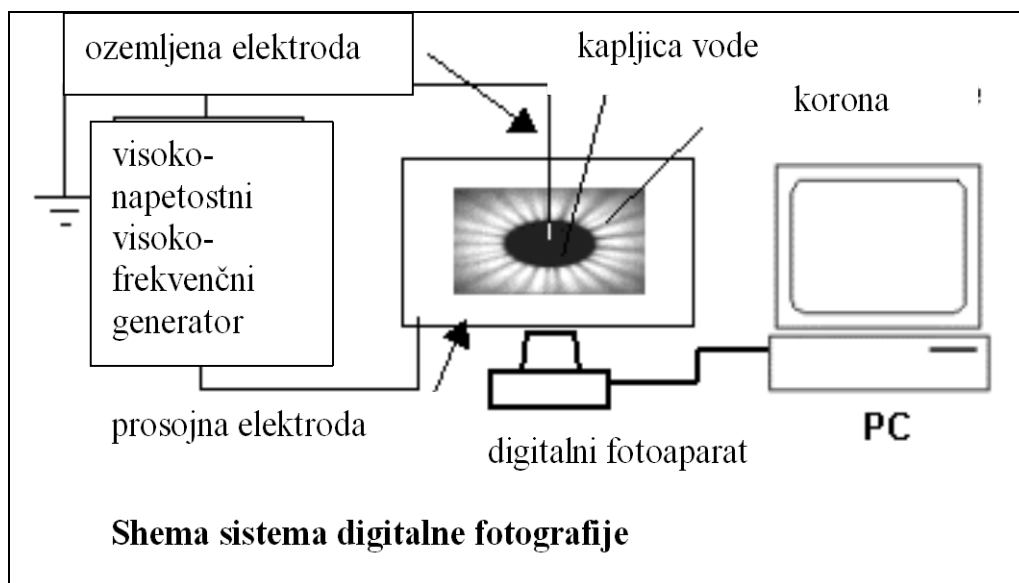 ozemljena elektroda
kapljica vode
korona
visoko-
napetostni
visoko-
frekvenčni
generator
prosojna elektroda
digitalni fotoaparat
PC
Shema sistema digitalne fotografije